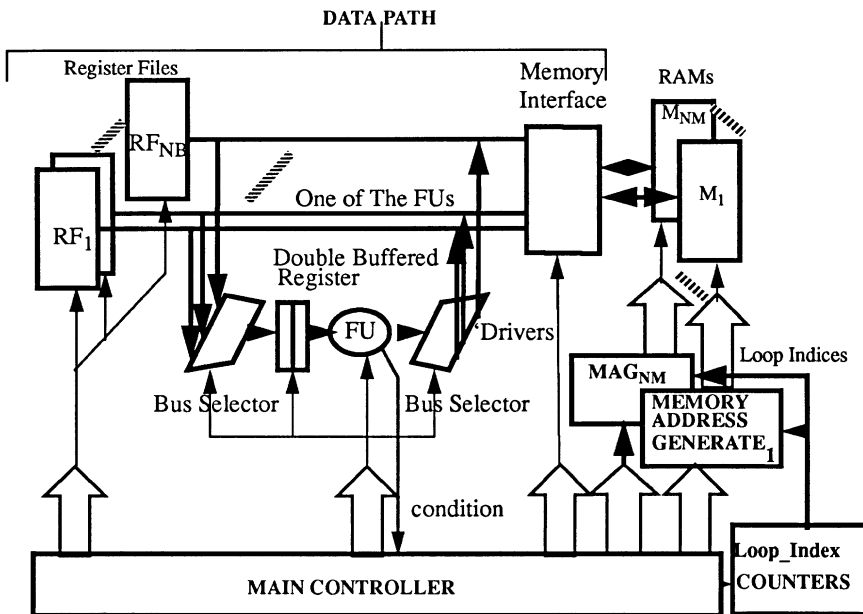 DATA PATH
Register Files
Memory
Interface
RAMs
RF_NB
M_NM
RF_1
M_1
One of The FUs
Double Buffered
Register
FU
'Drivers
Bus Selector
Bus Selector
Loop Indices
MAG_NM
MEMORY
ADDRESS
GENERATE_1
condition
MAIN CONTROLLER
Loop_Index
COUNTERS